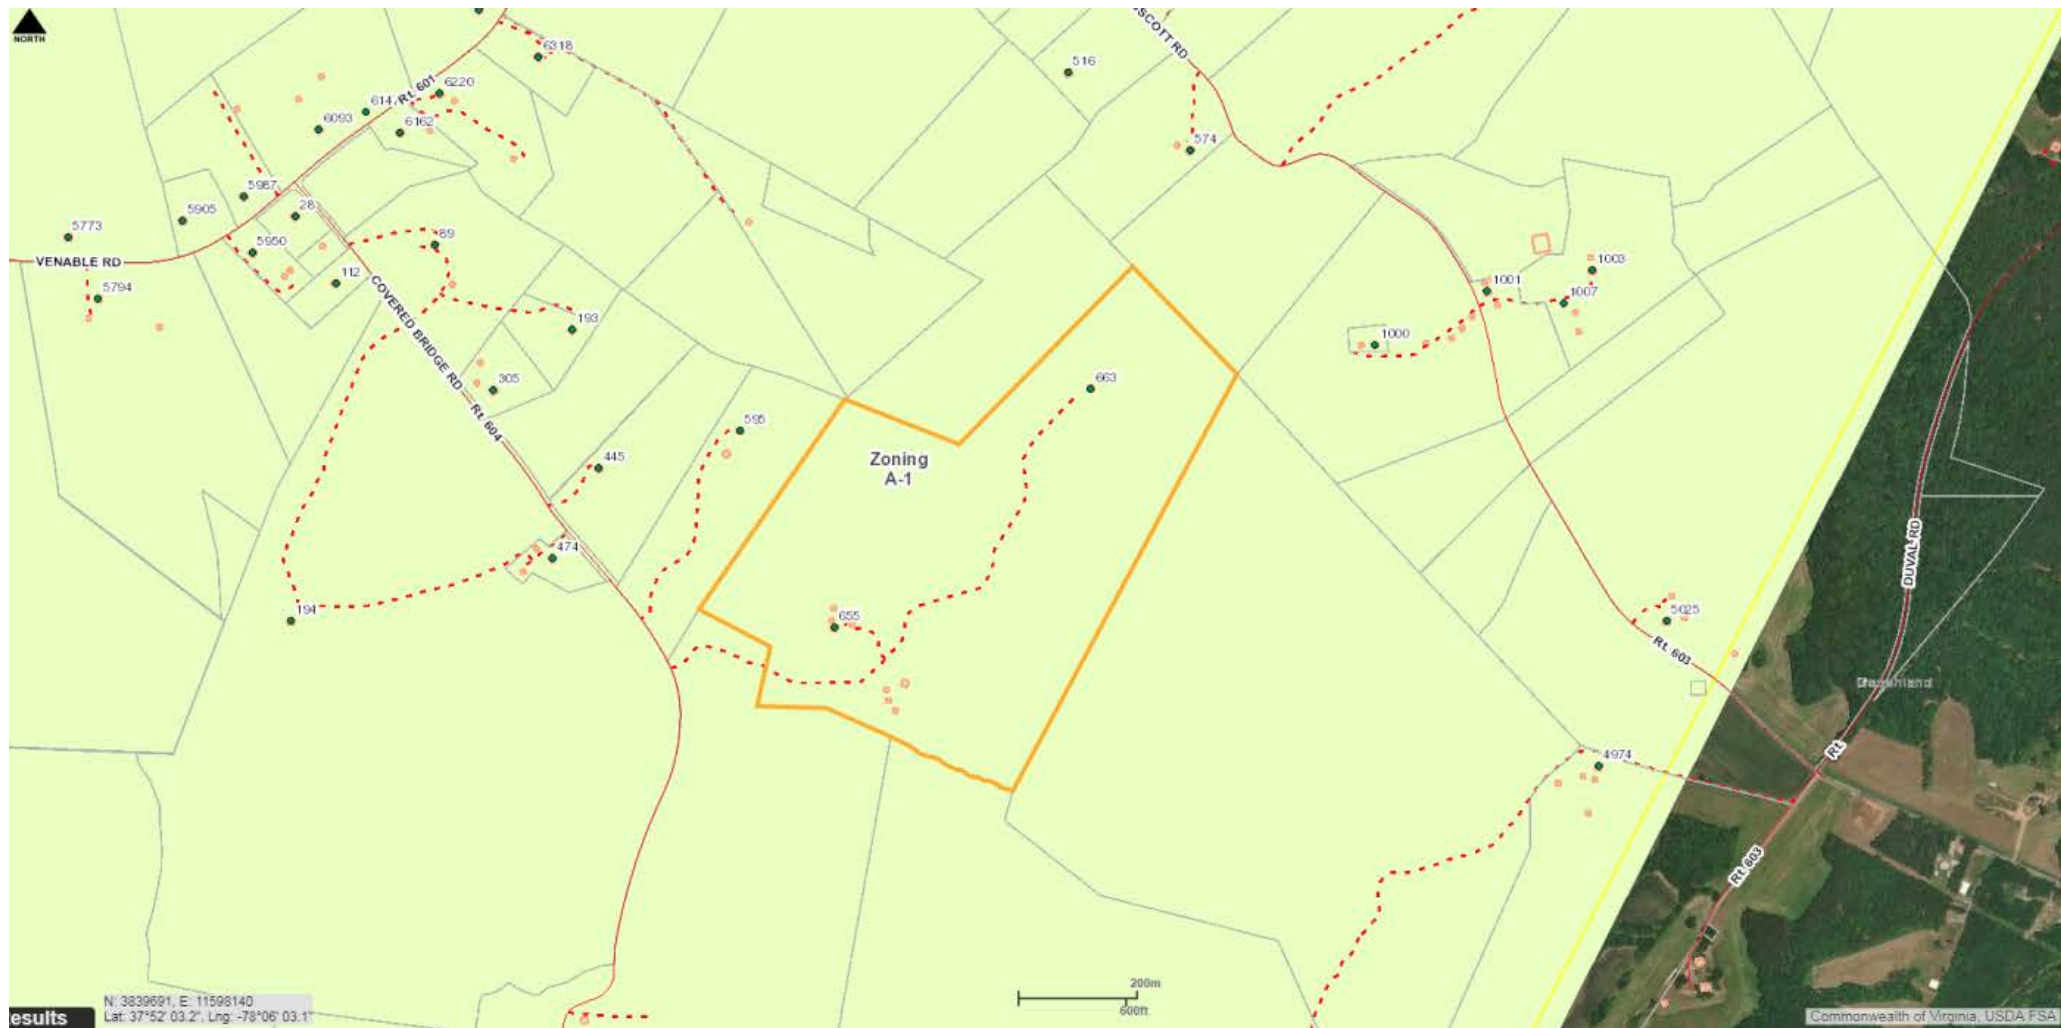 NORTH
6318
516
SCOTT RD
Rt. 601
6220
614
6093
6162
574
5987
28
5905
5773
89
5950
VENABLE RD
112
5794
COVERED BRIDGE RD
193
1003
1001
1007
1000
305
663
Rt. 604
595
Zoning
A-1
445
474
194
655
5025
DUVAL RD
Rt. 603
4974
Rt
Rt. 603
200m
600ft
N: 3839691, E: 11598140
Lat: 37°52' 03.2", Lng: -78°06' 03.1"
esults
Commonwealth of Virginia, USDA FSA